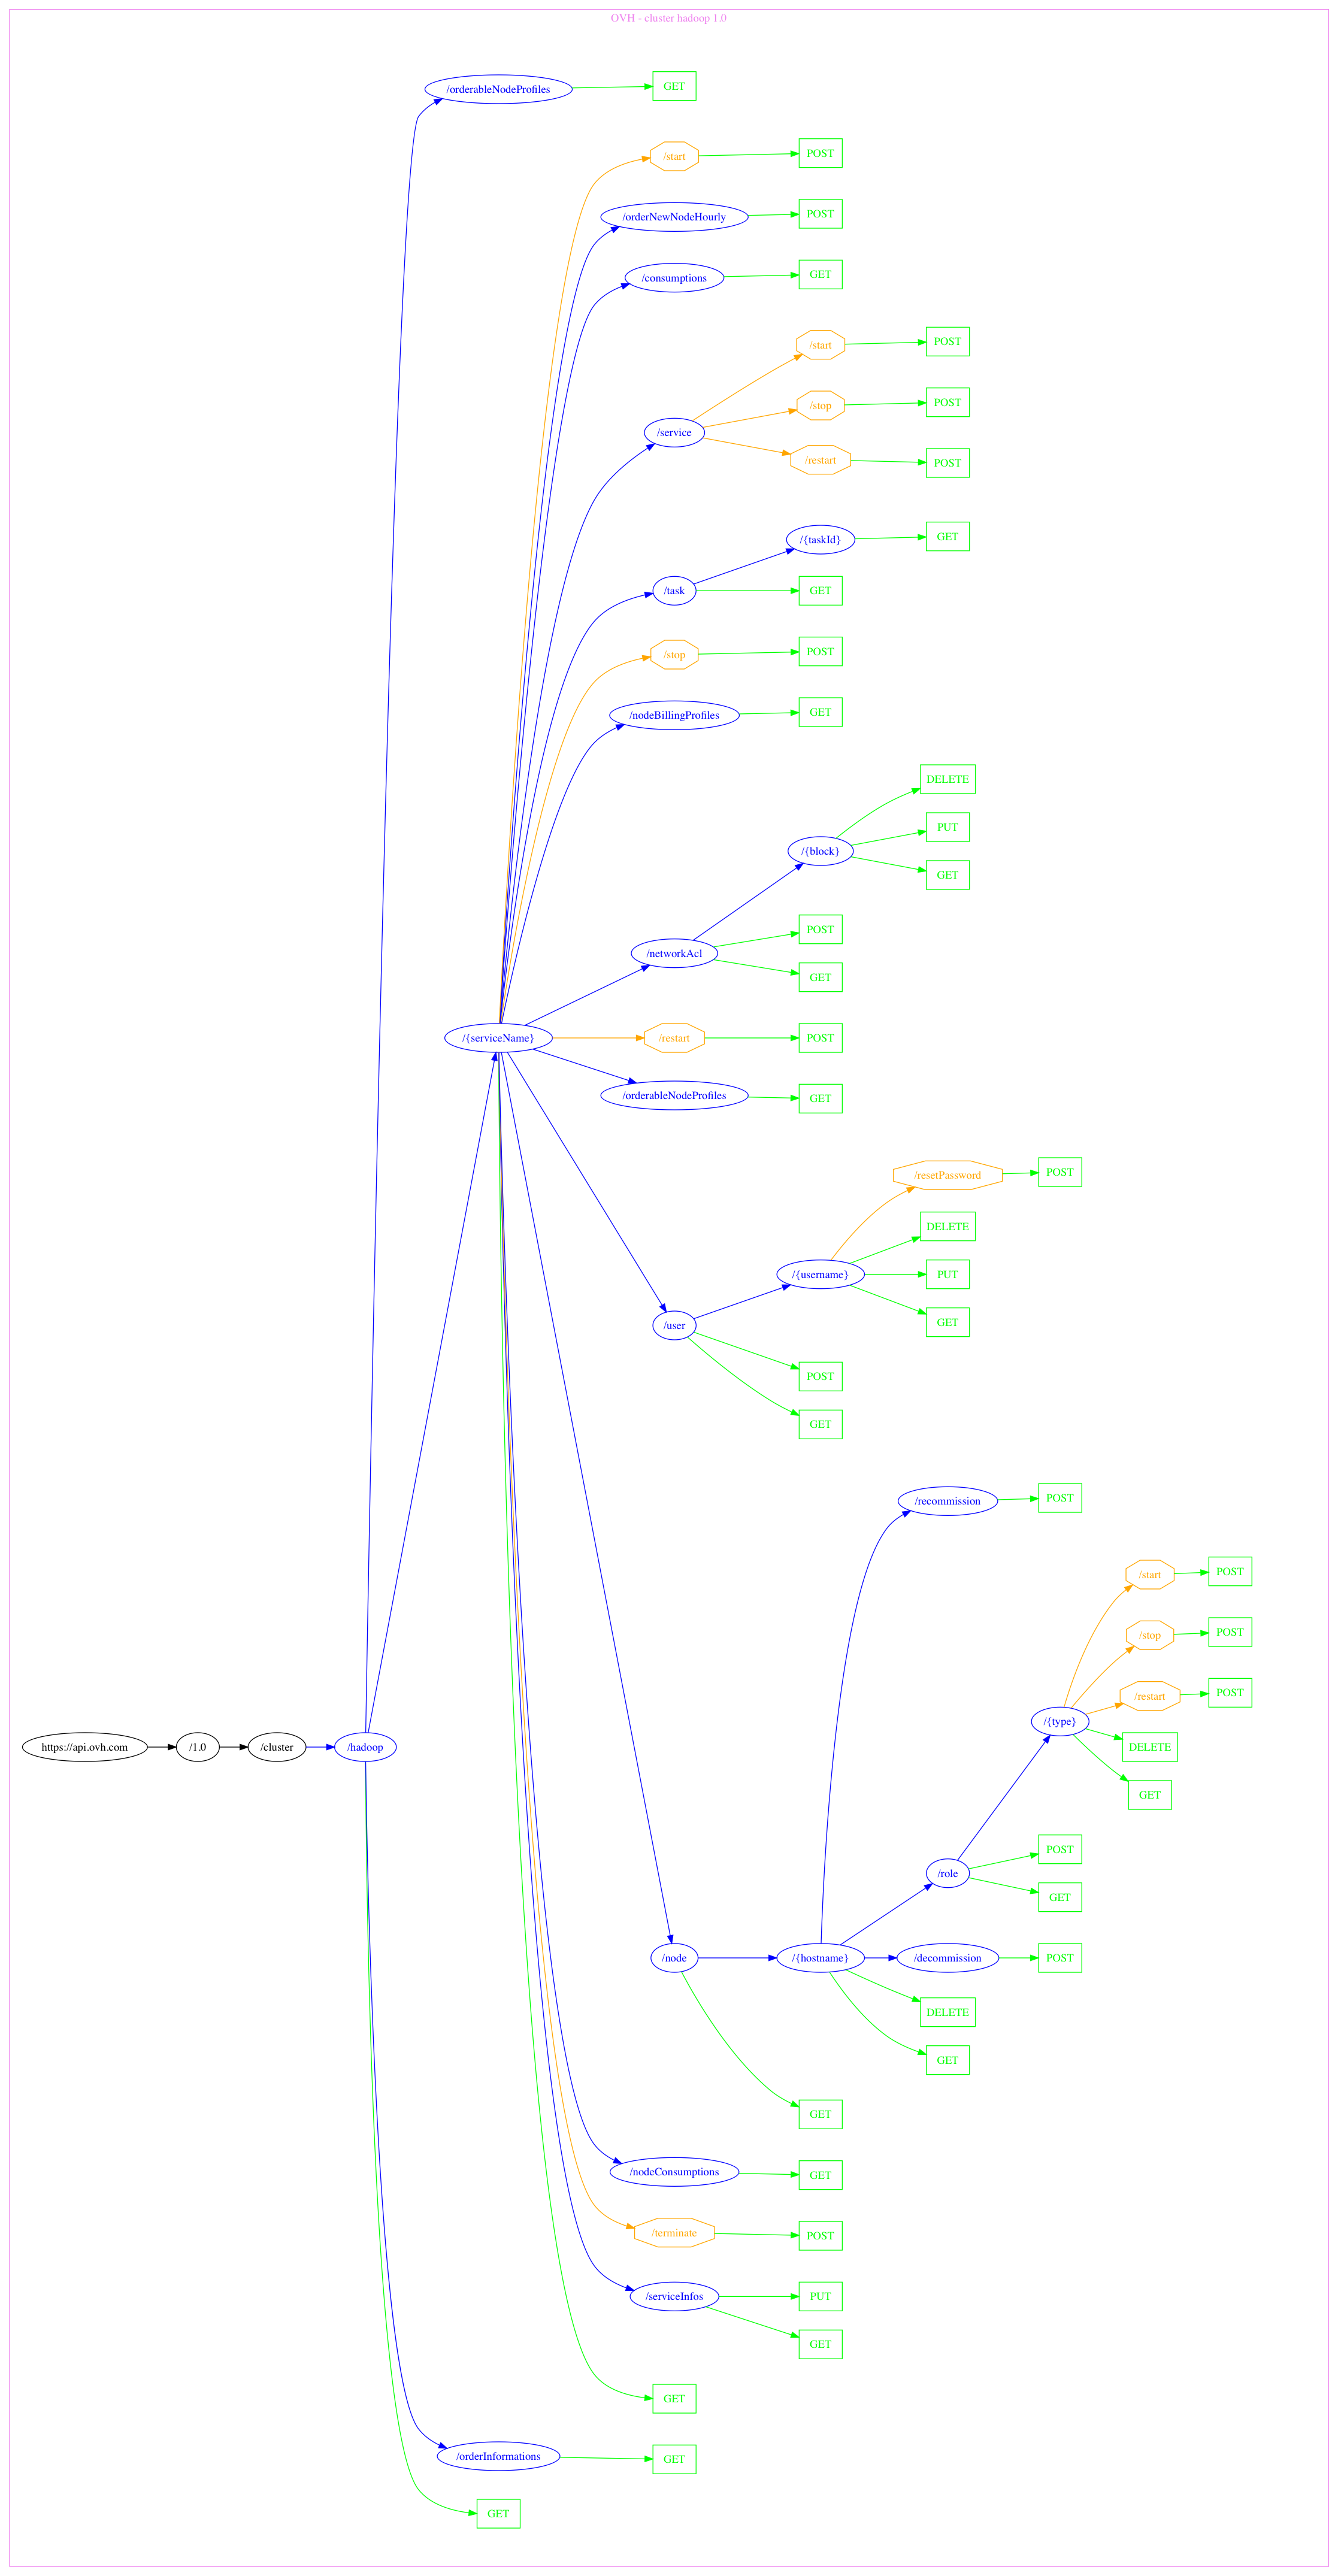 OVH - cluster hadoop 1.0
/orderableNodeProfiles
GET
/start
POST
/orderNewNodeHourly
POST
/consumptions
GET
/service
/start
POST
/stop
POST
/restart
POST
/task
/{taskId}
GET
GET
/stop
POST
/nodeBillingProfiles
GET
/networkAcl
/{block}
DELETE
PUT
GET
POST
GET
/{serviceName}
/restart
POST
/orderableNodeProfiles
GET
/user
/{username}
/resetPassword
POST
DELETE
PUT
GET
POST
GET
https://api.ovh.com
/1.0
/cluster
/hadoop
/node
/{hostname}
/recommission
POST
/role
/{type}
/start
POST
/stop
POST
/restart
POST
DELETE
GET
POST
GET
/decommission
POST
DELETE
GET
GET
/nodeConsumptions
GET
/terminate
POST
/serviceInfos
PUT
GET
GET
/orderInformations
GET
GET